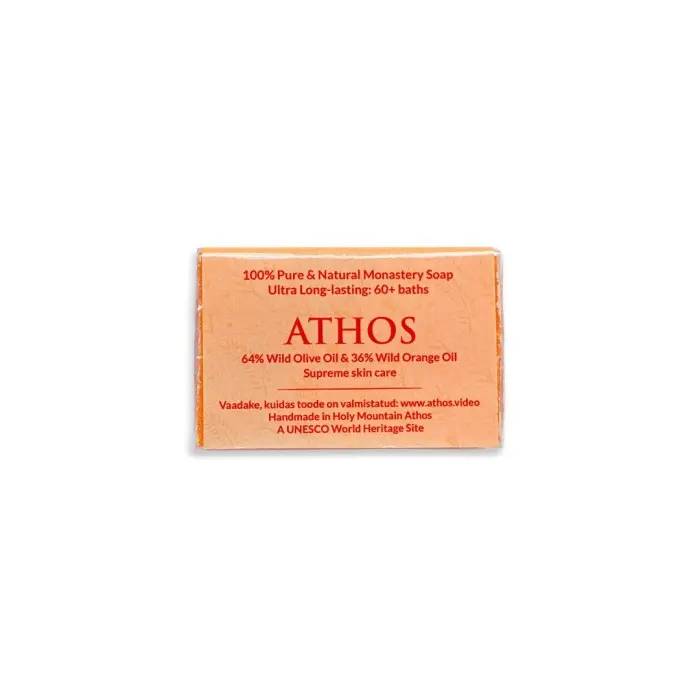 100% Pure & Natural Monastery Soap
Ultra Long-lasting: 60+ baths
ATHOS
64% Wild Olive Oil & 36% Wild Orange Oil
Supreme skin care
Vaadake, kuidas toode on valmistatud: www.athos.video
Handmade in Holy Mountain Athos
A UNESCO World Heritage Site